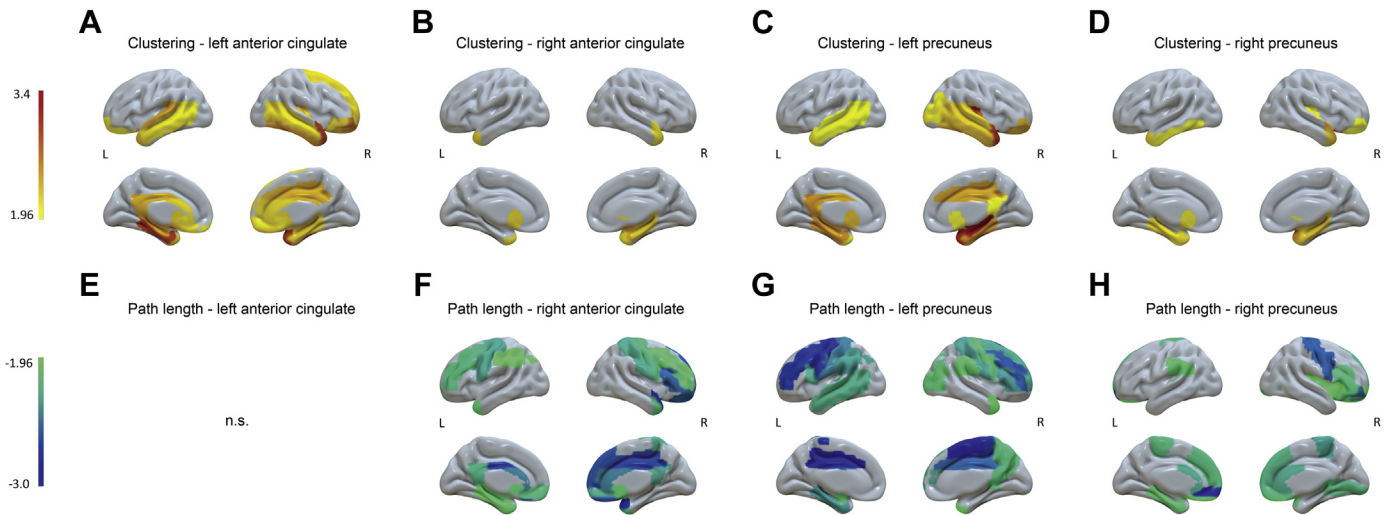 A
Clustering - left anterior cingulate
B
Clustering - right anterior cingulate
C
Clustering - left precuneus
D
Clustering - right precuneus
3.4
1.96
L
R
L
R
L
R
L
R
E
Path length - left anterior cingulate
F
Path length - right anterior cingulate
G
Path length - left precuneus
H
Path length - right precuneus
-1.96
-3.0
n.s.
L
R
L
R
L
R